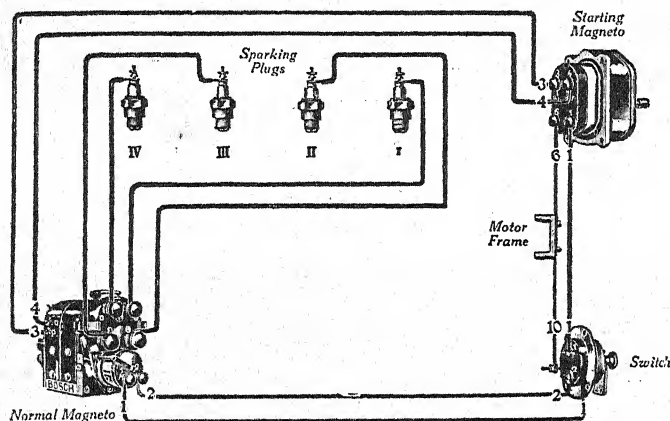 Starting
Magneto
Sparking
Plugs
3
4
IV
III
II
I
6 1
Motor
Frame
4
3
10 1
BOSCH
Switch
2
2
1
Normal Magneto